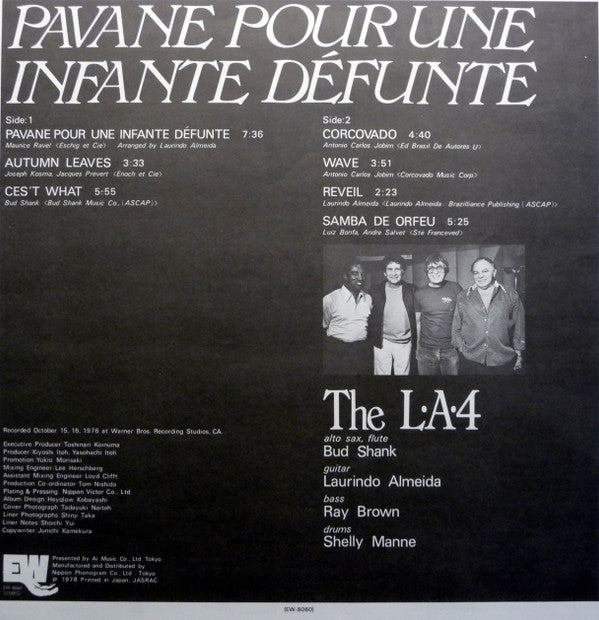 PAVANE POUR UNE
INFANTE DÉFUNTE
Side:1
PAVANE POUR UNE INFANTE DÉFUNTE 7:36
Maurice Ravel <Eschig et Cie> Arranged by Laurindo Almeida
AUTUMN LEAVES 3:33
Joseph Kosma, Jacques Prévert <Enoch et Cie>
CES'T WHAT 5:55
Bud Shank <Bud Shank Music Co., (ASCAP)>
Side:2
CORCOVADO 4:40
Antonio Carlos Jobim <Ed Brasil De Autores U>
WAVE 3:51
Antonio Carlos Jobim <Corcovado Music Corp>
REVEIL 2:23
Laurindo Almeida <Laurindo Almeida Brazilliance Publishing (ASCAP)>
SAMBA DE ORFEU 5:25
Luiz Bonfa, Andre Salvet <Sté Franceved>
The L·A·4
alto sax, flute
Bud Shank
guitar
Laurindo Almeida
bass
Ray Brown
drums
Shelly Manne
Recorded October 15, 16, 1976 at Warner Bros. Recording Studios, CA.
Executive Producer Toshinari Koinuma
Producer Kiyoshi Itoh, Yasohachi Itoh
Promotion Yukio Morisaki
Mixing Engineer Lee Herschberg
Assistant Mixing Engineer Loyd Clifft
Production Co-ordinator Tom Nishida
Plating & Pressing Nippon Victor Co., Ltd
Album Design Heyqlow Kobayashi
Cover Photograph Tadayuki Naitoh
Liner Photographs Shinji Taka
Liner Notes Shoichi Yui
Copywriter Junichi Kamekura
EW
EW-8060
STEREO
Presented by Ai Music Co., Ltd Tokyo
Manufactured and Distributed by
Nippon Phonogram Co., Ltd Tokyo
℗ 1978 Printed in Japan, JASRAC
(EW-8060)